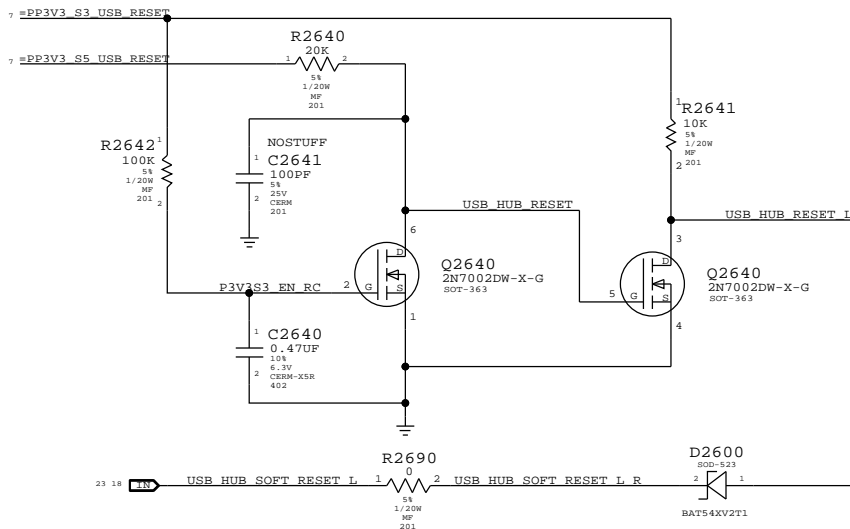 7 =PP3V3_S3_USB_RESET
R2640
20K
7 =PP3V3_S5_USB_RESET
1 2
5%
1/20W
MF
201
1
R2641
10K
5%
1/20W
MF
2 201
R2642
1
100K
5%
1/20W
MF
201
2
NOSTUFF
1 C2641
100PF
5%
25V
2 CERM
201
USB_HUB_RESET
USB_HUB_RESET_L
6
D
Q2640
2N7002DW-X-G
SOT-363
2 G S
1
3
D
Q2640
2N7002DW-X-G
SOT-363
5 G S
4
P3V3S3_EN_RC
1 C2640
0.47UF
10%
6.3V
2 CERM-X5R
402
R2690
0
23 18 IN USB_HUB_SOFT_RESET_L 1 2 USB_HUB_SOFT_RESET_L_R
5%
1/20W
MF
201
D2600
SOD-523
2 1
BAT54XV2T1